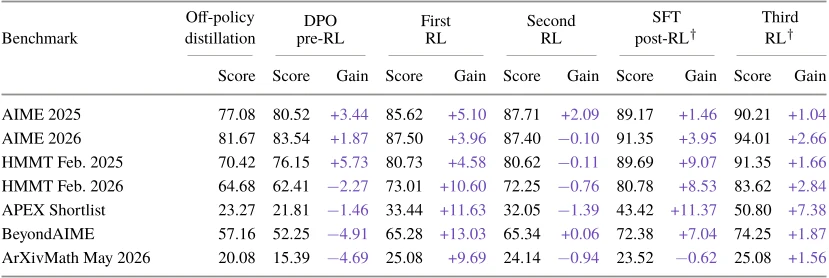 Benchmark Off-policy distillation DPO pre-RL First RL Second RL SFT post-RL† Third RL†
Score Score Gain Score Gain Score Gain Score Gain Score Gain
AIME 2025 77.08 80.52 +3.44 85.62 +5.10 87.71 +2.09 89.17 +1.46 90.21 +1.04
AIME 2026 81.67 83.54 +1.87 87.50 +3.96 87.40 −0.10 91.35 +3.95 94.01 +2.66
HMMT Feb. 2025 70.42 76.15 +5.73 80.73 +4.58 80.62 −0.11 89.69 +9.07 91.35 +1.66
HMMT Feb. 2026 64.68 62.41 −2.27 73.01 +10.60 72.25 −0.76 80.78 +8.53 83.62 +2.84
APEX Shortlist 23.27 21.81 −1.46 33.44 +11.63 32.05 −1.39 43.42 +11.37 50.80 +7.38
BeyondAIME 57.16 52.25 −4.91 65.28 +13.03 65.34 +0.06 72.38 +7.04 74.25 +1.87
ArXivMath May 2026 20.08 15.39 −4.69 25.08 +9.69 24.14 −0.94 23.52 −0.62 25.08 +1.56